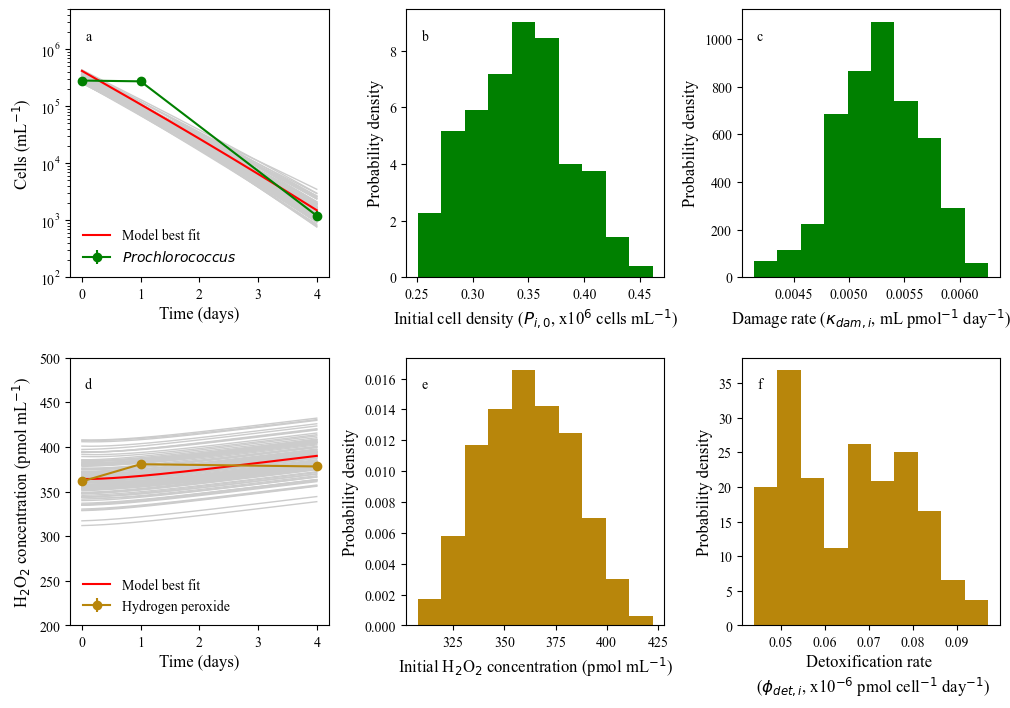 a
10⁶
10⁵
10⁴
10³
10²
Cells (mL⁻¹)
Model best fit
Prochlorococcus
0 1 2 3 4
Time (days)
b
8
6
4
2
0
Probability density
0.25 0.30 0.35 0.40 0.45
Initial cell density (P_{i,0}, x10⁶ cells mL⁻¹)
c
1000
800
600
400
200
0
Probability density
0.0045 0.0050 0.0055 0.0060
Damage rate (κ_{dam,i}, mL pmol⁻¹ day⁻¹)
d
500
450
400
350
300
250
200
H₂O₂ concentration (pmol mL⁻¹)
Model best fit
Hydrogen peroxide
0 1 2 3 4
Time (days)
e
0.016
0.014
0.012
0.010
0.008
0.006
0.004
0.002
0.000
Probability density
325 350 375 400 425
Initial H₂O₂ concentration (pmol mL⁻¹)
f
35
30
25
20
15
10
5
0
Probability density
0.05 0.06 0.07 0.08 0.09
Detoxification rate
(ϕ_{det,i}, x10⁻⁶ pmol cell⁻¹ day⁻¹)